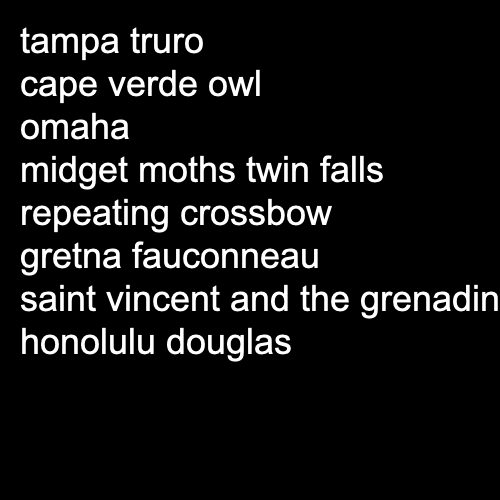 tampa truro
cape verde owl
omaha
midget moths twin falls
repeating crossbow
gretna fauconneau
saint vincent and the grenadin
honolulu douglas